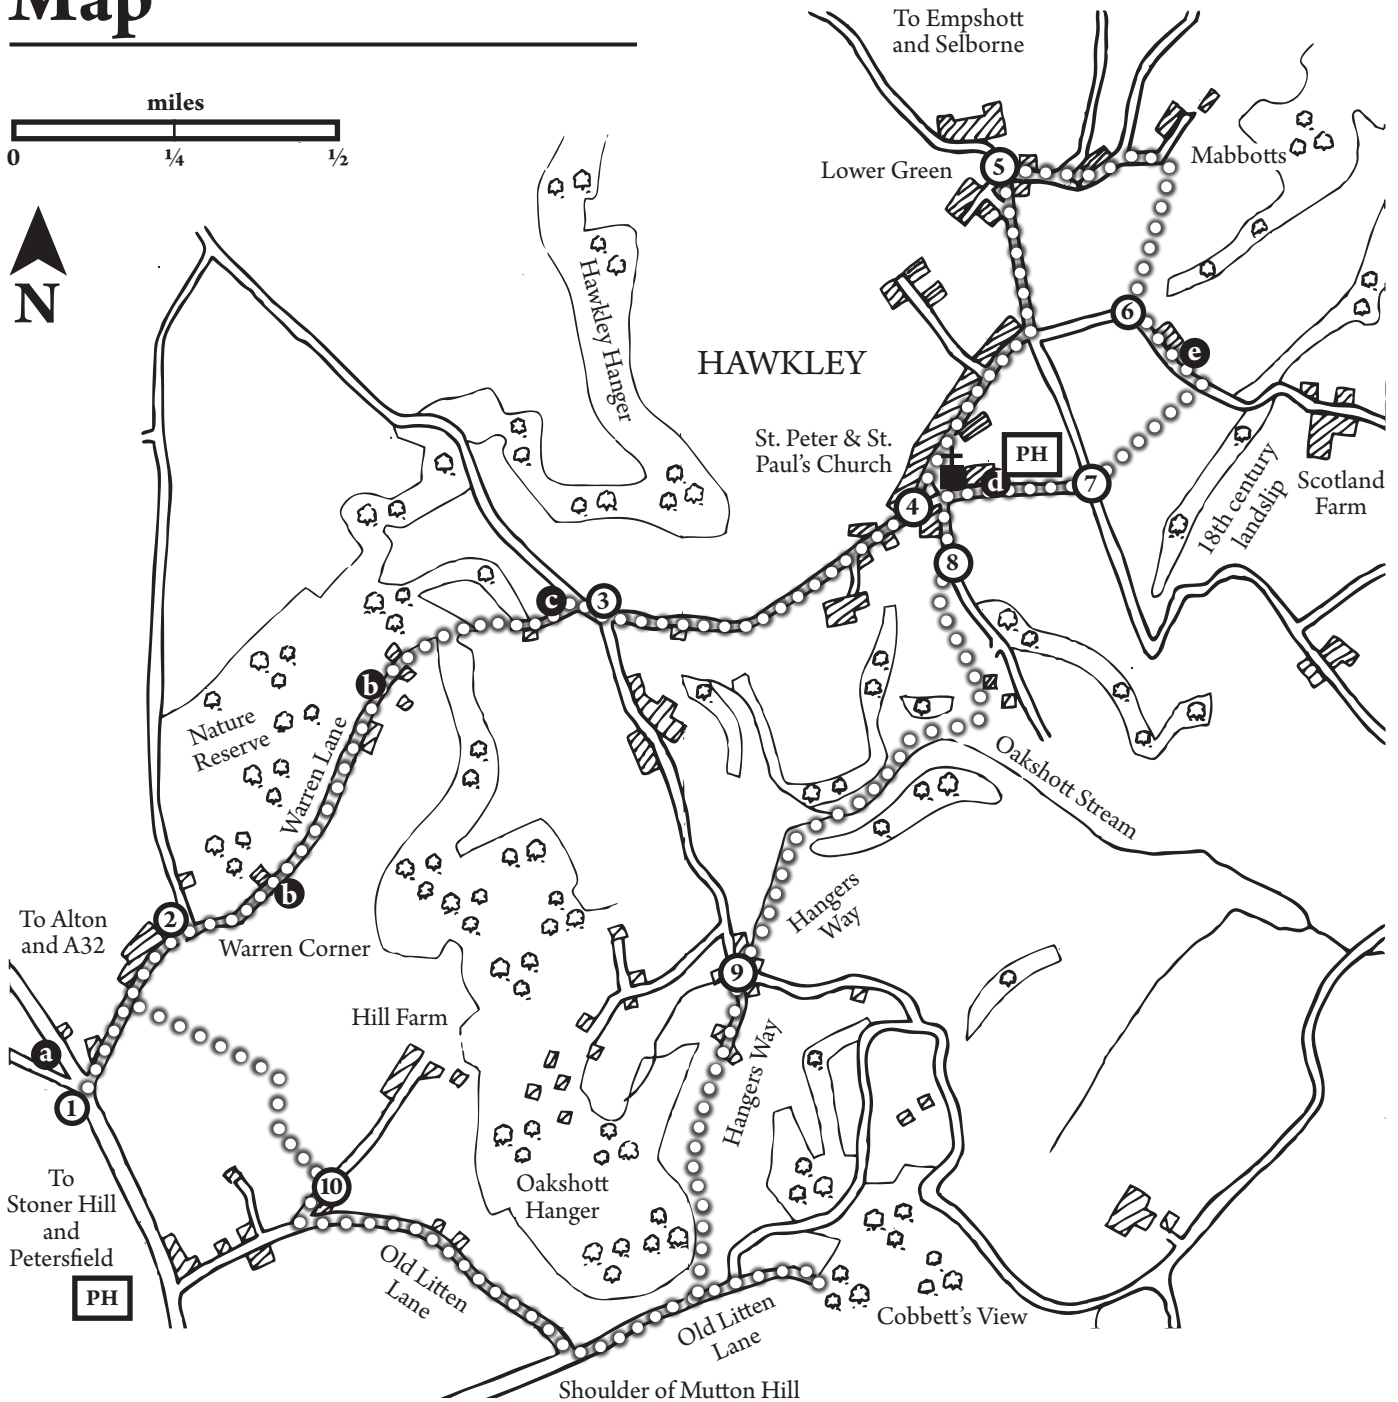 Map
miles
0 ¼ ½
N
To Empshott
and Selborne
Lower Green
5
Mabbotts
Hawkley Hanger
6
e
HAWKLEY
St. Peter & St.
Paul's Church
PH
d
7
4
Scotland
Farm
18th century
landslip
8
c
3
b
Nature
Reserve
Warren Lane
Oakshott Stream
b
2
To Alton
and A32
Warren Corner
Hangers
Way
9
Hill Farm
a
1
Hangers Way
To
Stoner Hill
and
Petersfield
PH
10
Oakshott
Hanger
Old Litten
Lane
Old Litten
Lane
Cobbett's View
Shoulder of Mutton Hill